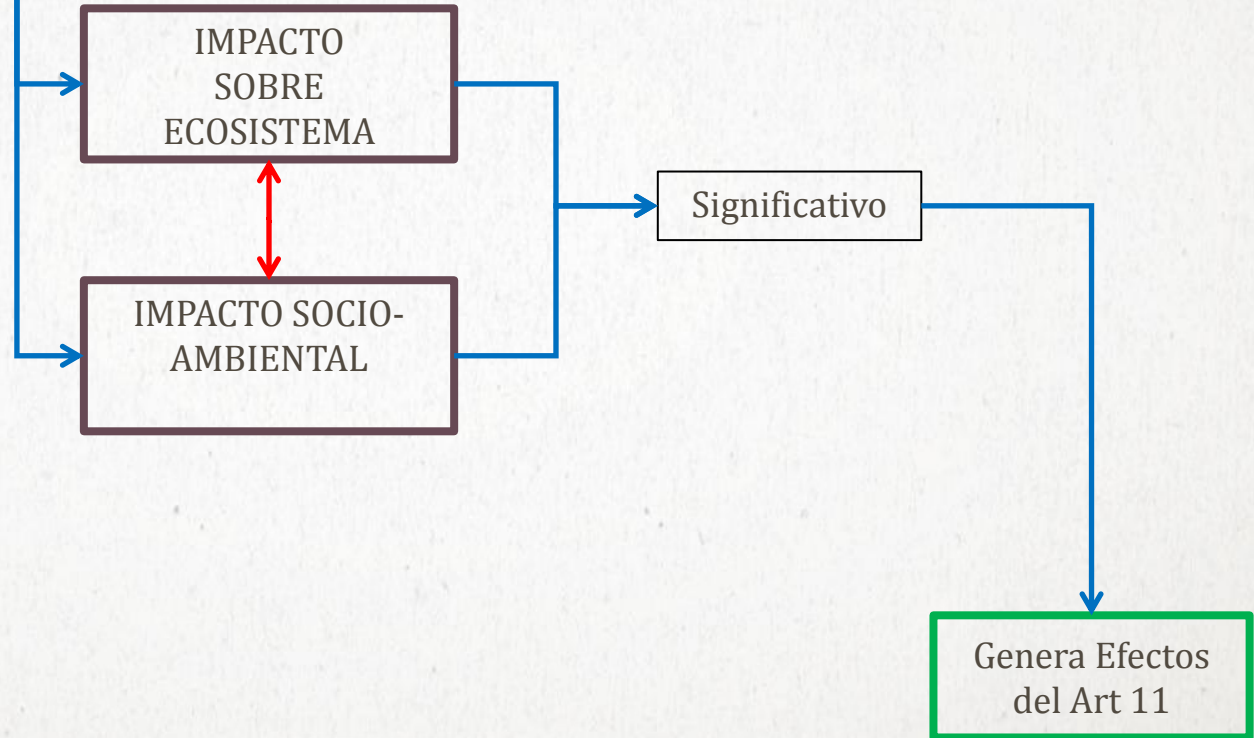 IMPACTO
SOBRE
ECOSISTEMA
Significativo
IMPACTO SOCIO-
AMBIENTAL
Genera Efectos
del Art 11